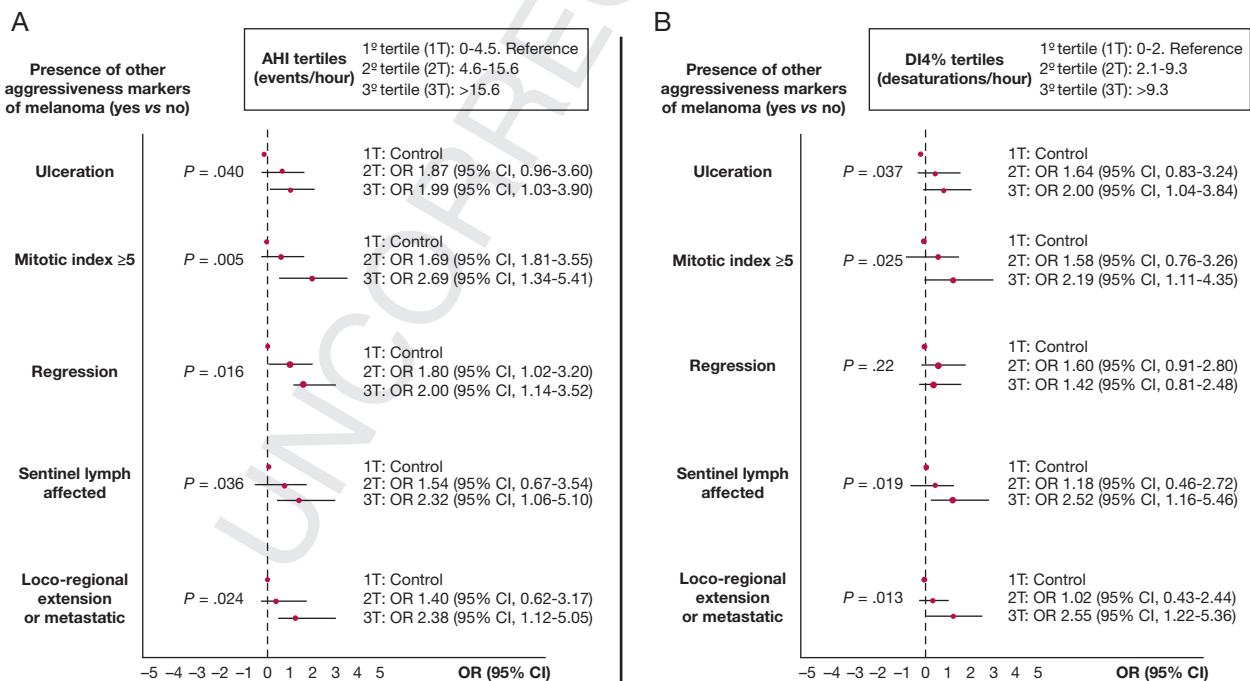 A
AHI tertiles
(events/hour)
1º tertile (1T): 0-4.5. Reference
2º tertile (2T): 4.6-15.6
3º tertile (3T): >15.6
Presence of other
aggressiveness markers
of melanoma (yes vs no)
Ulceration
P = .040
1T: Control
2T: OR 1.87 (95% CI, 0.96-3.60)
3T: OR 1.99 (95% CI, 1.03-3.90)
Mitotic index ≥5
P = .005
1T: Control
2T: OR 1.69 (95% CI, 1.81-3.55)
3T: OR 2.69 (95% CI, 1.34-5.41)
Regression
P = .016
1T: Control
2T: OR 1.80 (95% CI, 1.02-3.20)
3T: OR 2.00 (95% CI, 1.14-3.52)
Sentinel lymph
affected
P = .036
1T: Control
2T: OR 1.54 (95% CI, 0.67-3.54)
3T: OR 2.32 (95% CI, 1.06-5.10)
Loco-regional
extension
or metastatic
P = .024
1T: Control
2T: OR 1.40 (95% CI, 0.62-3.17)
3T: OR 2.38 (95% CI, 1.12-5.05)
–5 –4 –3 –2 –1 0 1 2 3 4 5 OR (95% CI)
B
DI4% tertiles
(desaturations/hour)
1º tertile (1T): 0-2. Reference
2º tertile (2T): 2.1-9.3
3º tertile (3T): >9.3
Presence of other
aggressiveness markers
of melanoma (yes vs no)
Ulceration
P = .037
1T: Control
2T: OR 1.64 (95% CI, 0.83-3.24)
3T: OR 2.00 (95% CI, 1.04-3.84)
Mitotic index ≥5
P = .025
1T: Control
2T: OR 1.58 (95% CI, 0.76-3.26)
3T: OR 2.19 (95% CI, 1.11-4.35)
Regression
P = .22
1T: Control
2T: OR 1.60 (95% CI, 0.91-2.80)
3T: OR 1.42 (95% CI, 0.81-2.48)
Sentinel lymph
affected
P = .019
1T: Control
2T: OR 1.18 (95% CI, 0.46-2.72)
3T: OR 2.52 (95% CI, 1.16-5.46)
Loco-regional
extension
or metastatic
P = .013
1T: Control
2T: OR 1.02 (95% CI, 0.43-2.44)
3T: OR 2.55 (95% CI, 1.22-5.36)
–5 –4 –3 –2 –1 0 1 2 3 4 5 OR (95% CI)